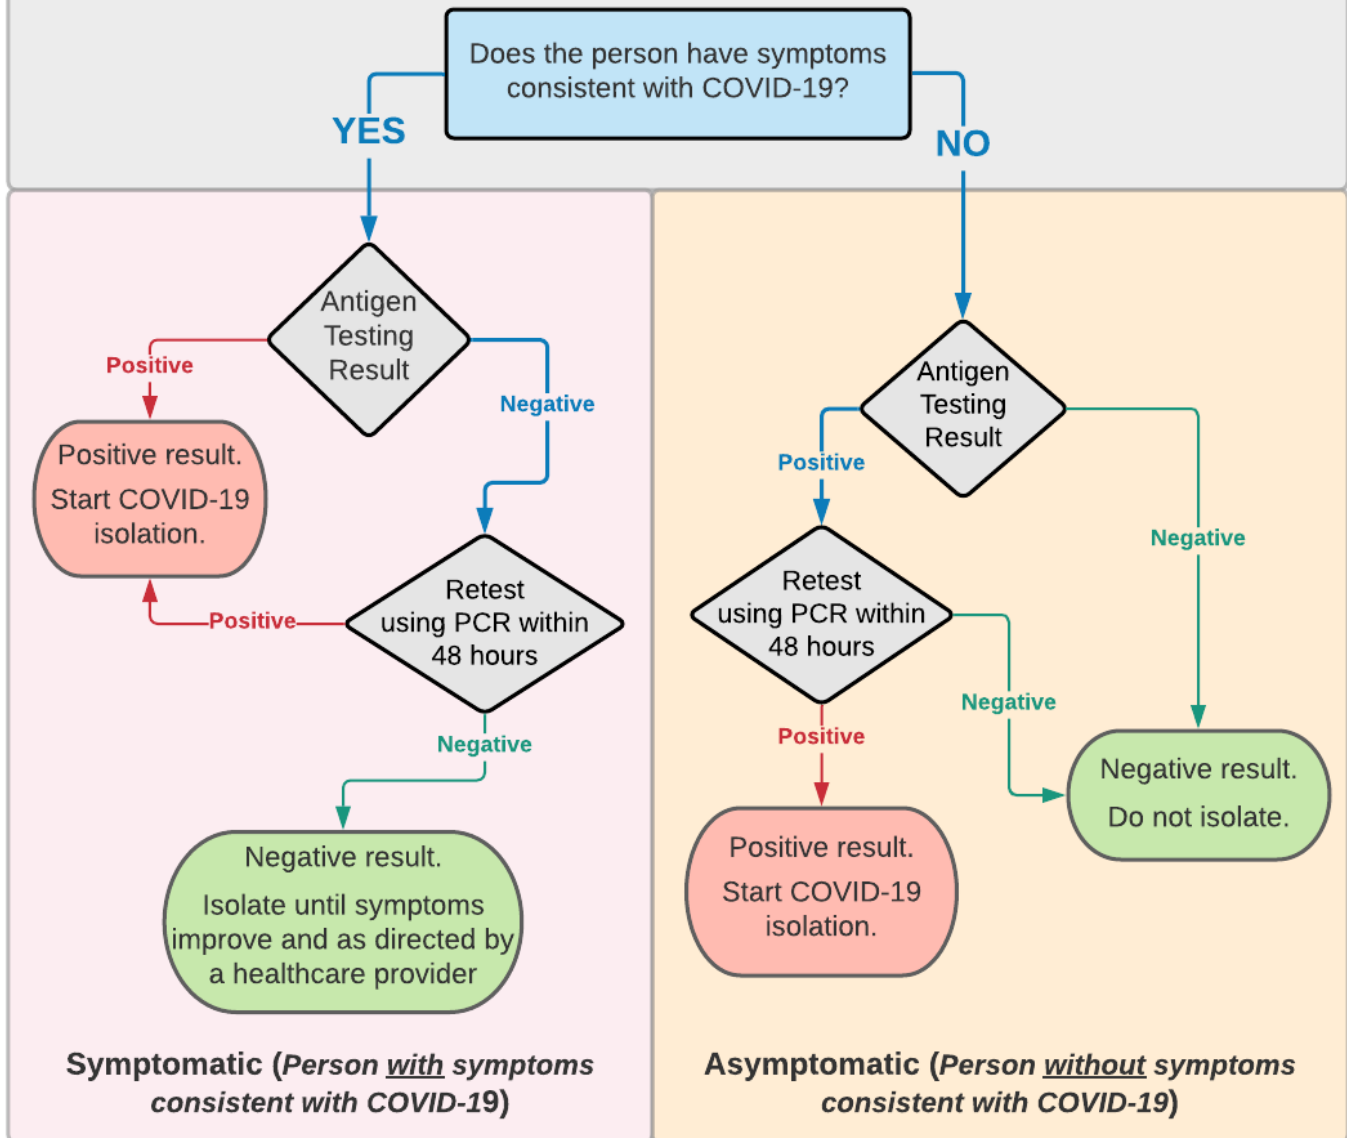 Does the person have symptoms
consistent with COVID-19?
YES
NO
Antigen
Testing
Result
Positive
Negative
Positive result.
Start COVID-19
isolation.
Retest
using PCR within
48 hours
Positive
Negative
Negative result.
Isolate until symptoms
improve and as directed by
a healthcare provider
Symptomatic (Person with symptoms
consistent with COVID-19)
Antigen
Testing
Result
Positive
Negative
Retest
using PCR within
48 hours
Negative
Positive
Negative result.
Do not isolate.
Positive result.
Start COVID-19
isolation.
Asymptomatic (Person without symptoms
consistent with COVID-19)